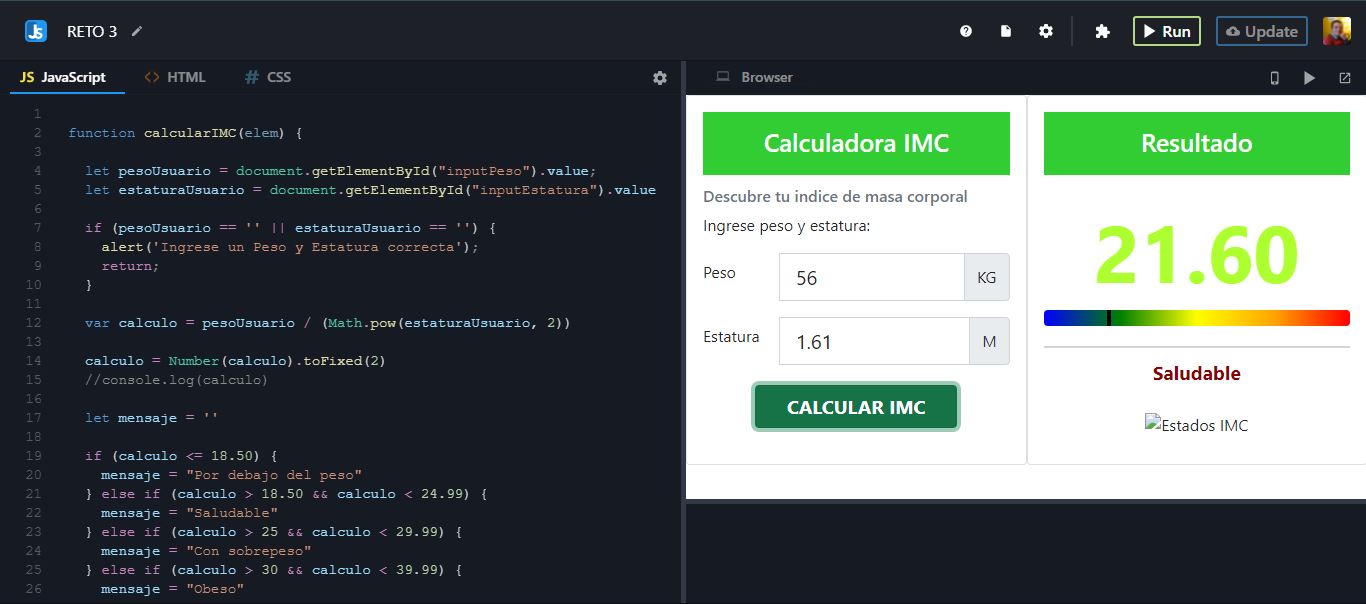 JS RETO 3 Run Update
JS JavaScript <> HTML # CSS
1
2 function calcularIMC(elem) {
3
4 let pesoUsuario = document.getElementById("inputPeso").value;
5 let estaturaUsuario = document.getElementById("inputEstatura").value
6
7 if (pesoUsuario == '' || estaturaUsuario == '') {
8 alert('Ingrese un Peso y Estatura correcta');
9 return;
10 }
11
12 var calculo = pesoUsuario / (Math.pow(estaturaUsuario, 2))
13
14 calculo = Number(calculo).toFixed(2)
15 //console.log(calculo)
16
17 let mensaje = ''
18
19 if (calculo <= 18.50) {
20 mensaje = "Por debajo del peso"
21 } else if (calculo > 18.50 && calculo < 24.99) {
22 mensaje = "Saludable"
23 } else if (calculo > 25 && calculo < 29.99) {
24 mensaje = "Con sobrepeso"
25 } else if (calculo > 30 && calculo < 39.99) {
26 mensaje = "Obeso"
Browser
Calculadora IMC
Descubre tu indice de masa corporal
Ingrese peso y estatura:
Peso 56 KG
Estatura 1.61 M
CALCULAR IMC
Resultado
21.60
Saludable
Estados IMC